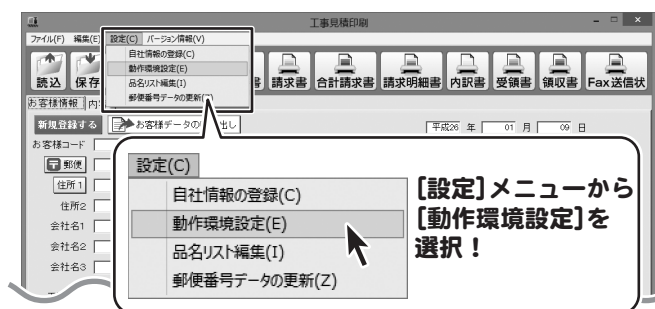 工事見積印刷
ファイル(F) 編集(E) 設定(C) バージョン情報(V)
自社情報の登録(C)
動作環境設定(E)
品名リスト編集(I)
郵便番号データの更新
読込 保存 書 請求書 合計請求書 請求明細書 内訳書 受領書 領収書 Fax送信状
お客様情報 内
新規登録する お客様データの 出し 平成26 年 01 月 09 日
お客様コード
〒郵便
住所1
住所2
会社名1
会社名2
会社名3
設定(C)
自社情報の登録(C)
動作環境設定(E)
品名リスト編集(I)
郵便番号データの更新(Z)
[設定]メニューから
[動作環境設定]を
選択！